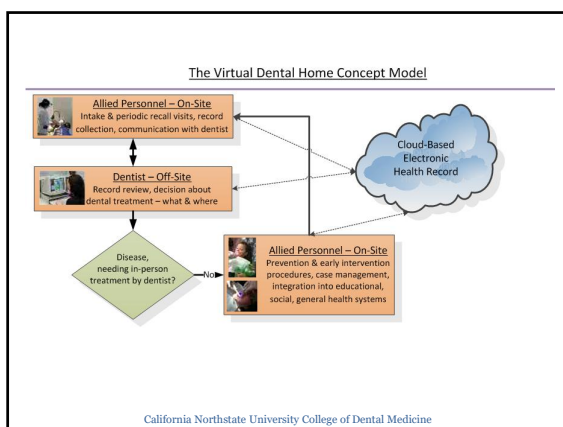 The Virtual Dental Home Concept Model
Allied Personnel – On-Site
Intake & periodic recall visits, record
collection, communication with dentist
Cloud-Based
Electronic
Health Record
Dentist – Off-Site
Record review, decision about
dental treatment – what & where
Disease,
needing in-person
treatment by dentist?
No
Allied Personnel – On-Site
Prevention & early intervention
procedures, case management,
integration into educational,
social, general health systems
California Northstate University College of Dental Medicine